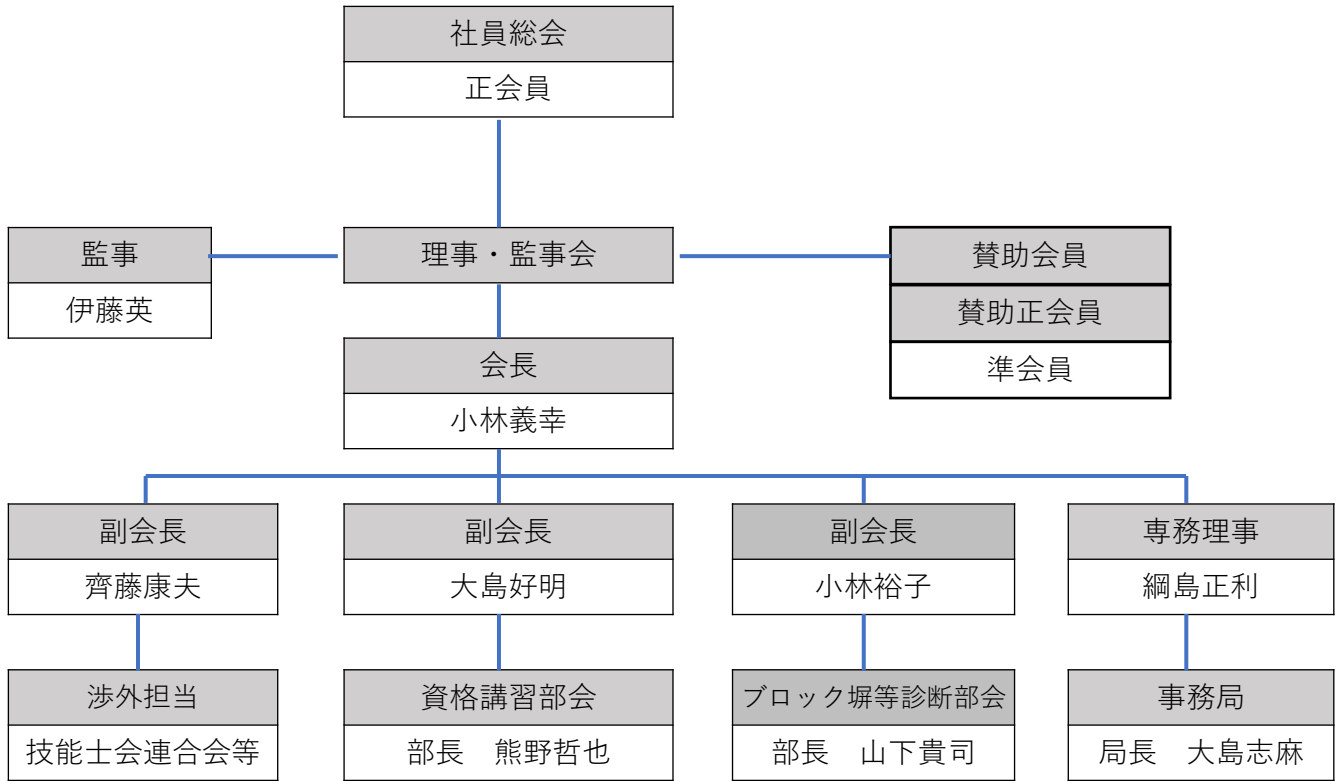 社員総会
正会員
監事
伊藤英
理事・監事会
賛助会員
賛助正会員
準会員
会長
小林義幸
副会長
齊藤康夫
副会長
大島好明
副会長
小林裕子
専務理事
綱島正利
渉外担当
技能士会連合会等
資格講習部会
部長　熊野哲也
ブロック塀等診断部会
部長　山下貴司
事務局
局長　大島志麻